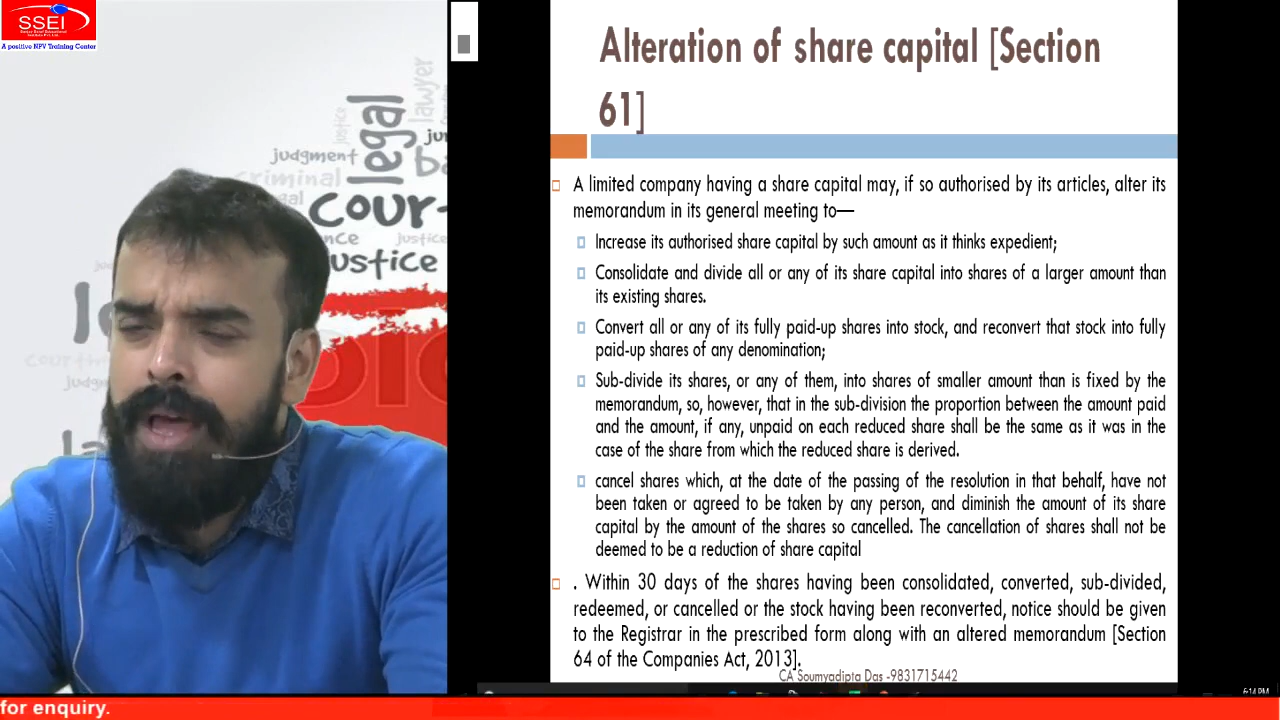 SSEI
A positive NPV Training Center
lawyer
justice
legal
judgment
criminal
cour
justice
ustice
Alteration of share capital [Section
61]
A limited company having a share capital may, if so authorised by its articles, alter its
memorandum in its general meeting to—
Increase its authorised share capital by such amount as it thinks expedient;
Consolidate and divide all or any of its share capital into shares of a larger amount than
its existing shares.
Convert all or any of its fully paid-up shares into stock, and reconvert that stock into fully
paid-up shares of any denomination;
Sub-divide its shares, or any of them, into shares of smaller amount than is fixed by the
memorandum, so, however, that in the sub-division the proportion between the amount paid
and the amount, if any, unpaid on each reduced share shall be the same as it was in the
case of the share from which the reduced share is derived.
cancel shares which, at the date of the passing of the resolution in that behalf, have not
been taken or agreed to be taken by any person, and diminish the amount of its share
capital by the amount of the shares so cancelled. The cancellation of shares shall not be
deemed to be a reduction of share capital
. Within 30 days of the shares having been consolidated, converted, sub-divided,
redeemed, or cancelled or the stock having been reconverted, notice should be given
to the Registrar in the prescribed form along with an altered memorandum [Section
64 of the Companies Act, 2013].
CA Soumyadipta Das -9831715442
6:14 PM
for enquiry.